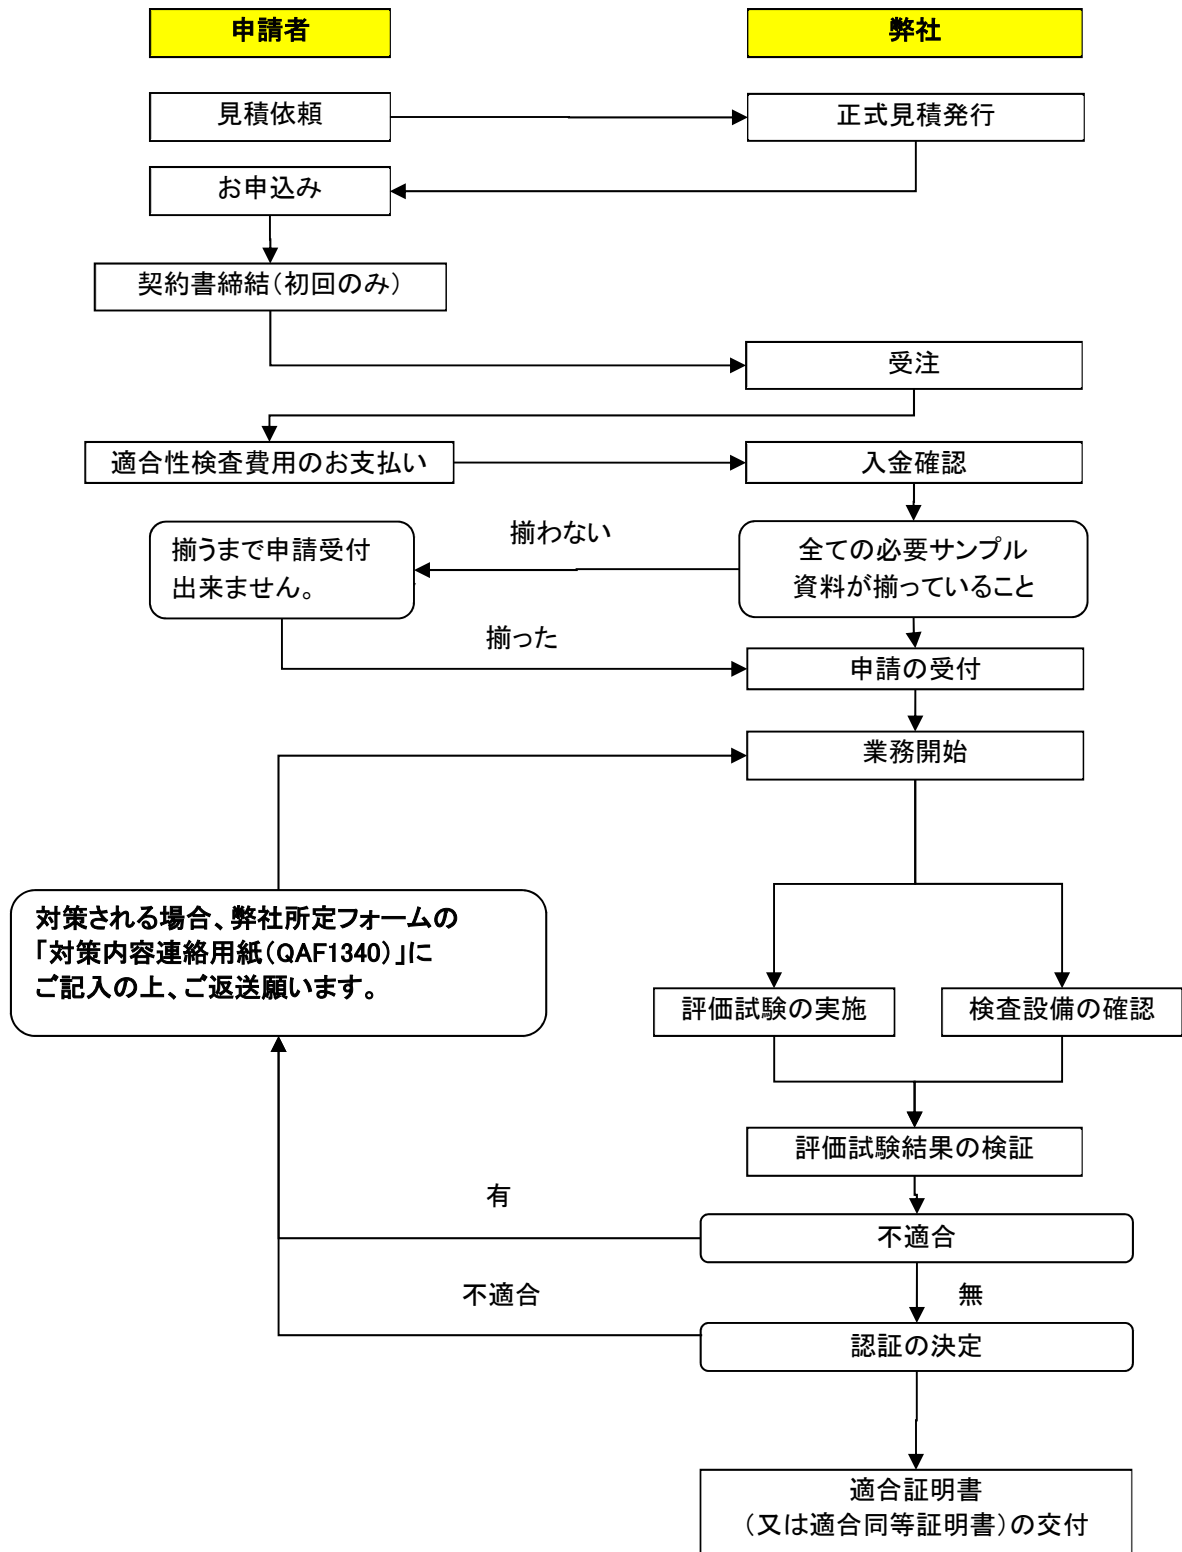 申請者
弊社
見積依頼
正式見積発行
お申込み
契約書締結(初回のみ)
受注
適合性検査費用のお支払い
入金確認
揃わない
揃うまで申請受付
出来ません。
全ての必要サンプル
資料が揃っていること
揃った
申請の受付
業務開始
対策される場合、弊社所定フォームの
「対策内容連絡用紙(QAF1340)」に
ご記入の上、ご返送願います。
評価試験の実施
検査設備の確認
評価試験結果の検証
有
不適合
不適合
無
認証の決定
適合証明書
(又は適合同等証明書)の交付